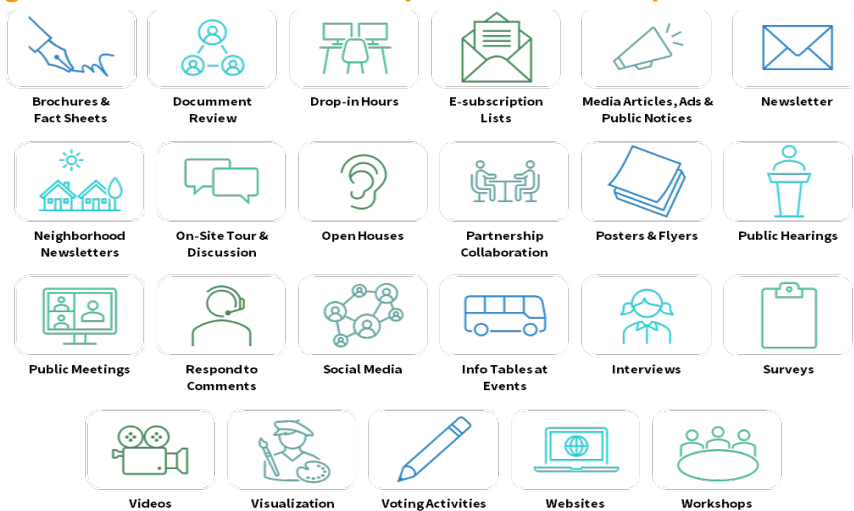 Brochures &
Fact Sheets
Documment
Review
Drop-in Hours
E-subscription
Lists
Media Articles, Ads &
Public Notices
Newsletter
Neighborhood
Newsletters
On-Site Tour &
Discussion
Open Houses
Partnership
Collaboration
Posters & Flyers
Public Hearings
Public Meetings
Respond to
Comments
Social Media
Info Tables at
Events
Interviews
Surveys
Videos
Visualization
Voting Activities
Websites
Workshops